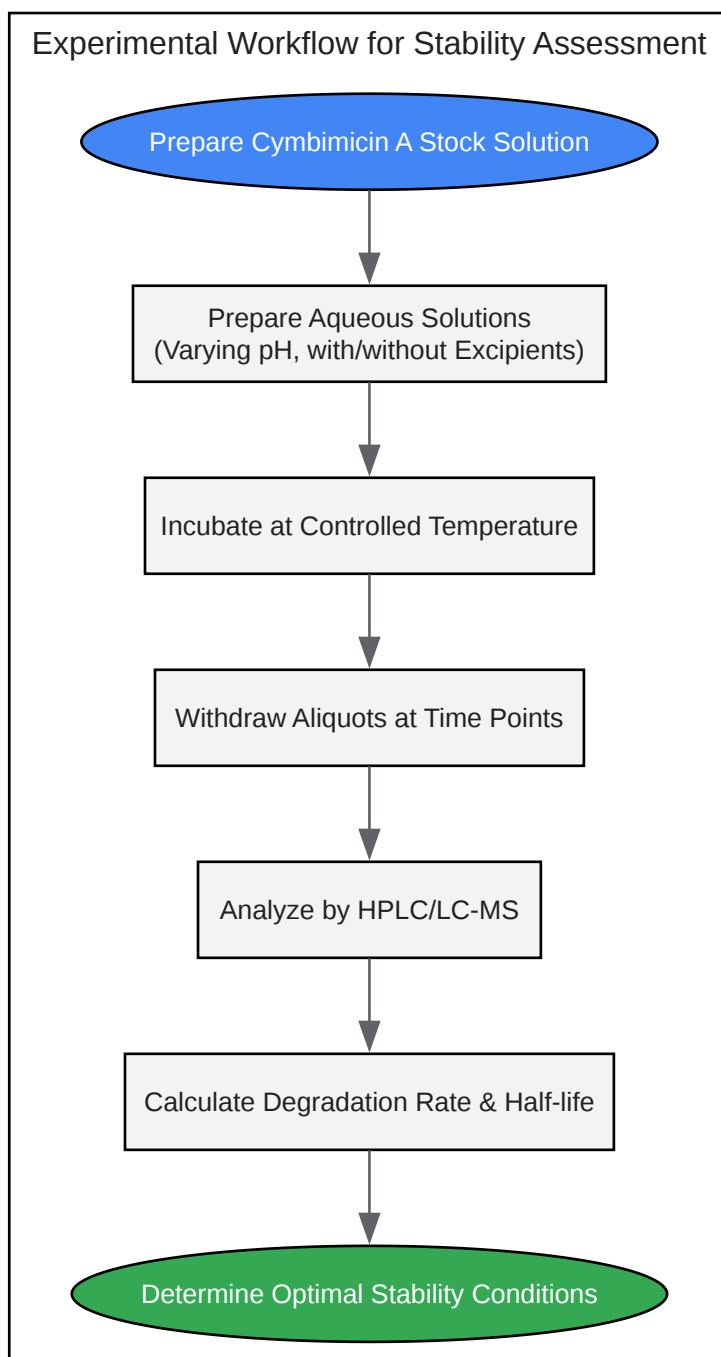 Experimental Workflow for Stability Assessment
Prepare Cymbimicin A Stock Solution
Prepare Aqueous Solutions
(Varying pH, with/without Excipients)
Incubate at Controlled Temperature
Withdraw Aliquots at Time Points
Analyze by HPLC/LC-MS
Calculate Degradation Rate & Half-life
Determine Optimal Stability Conditions